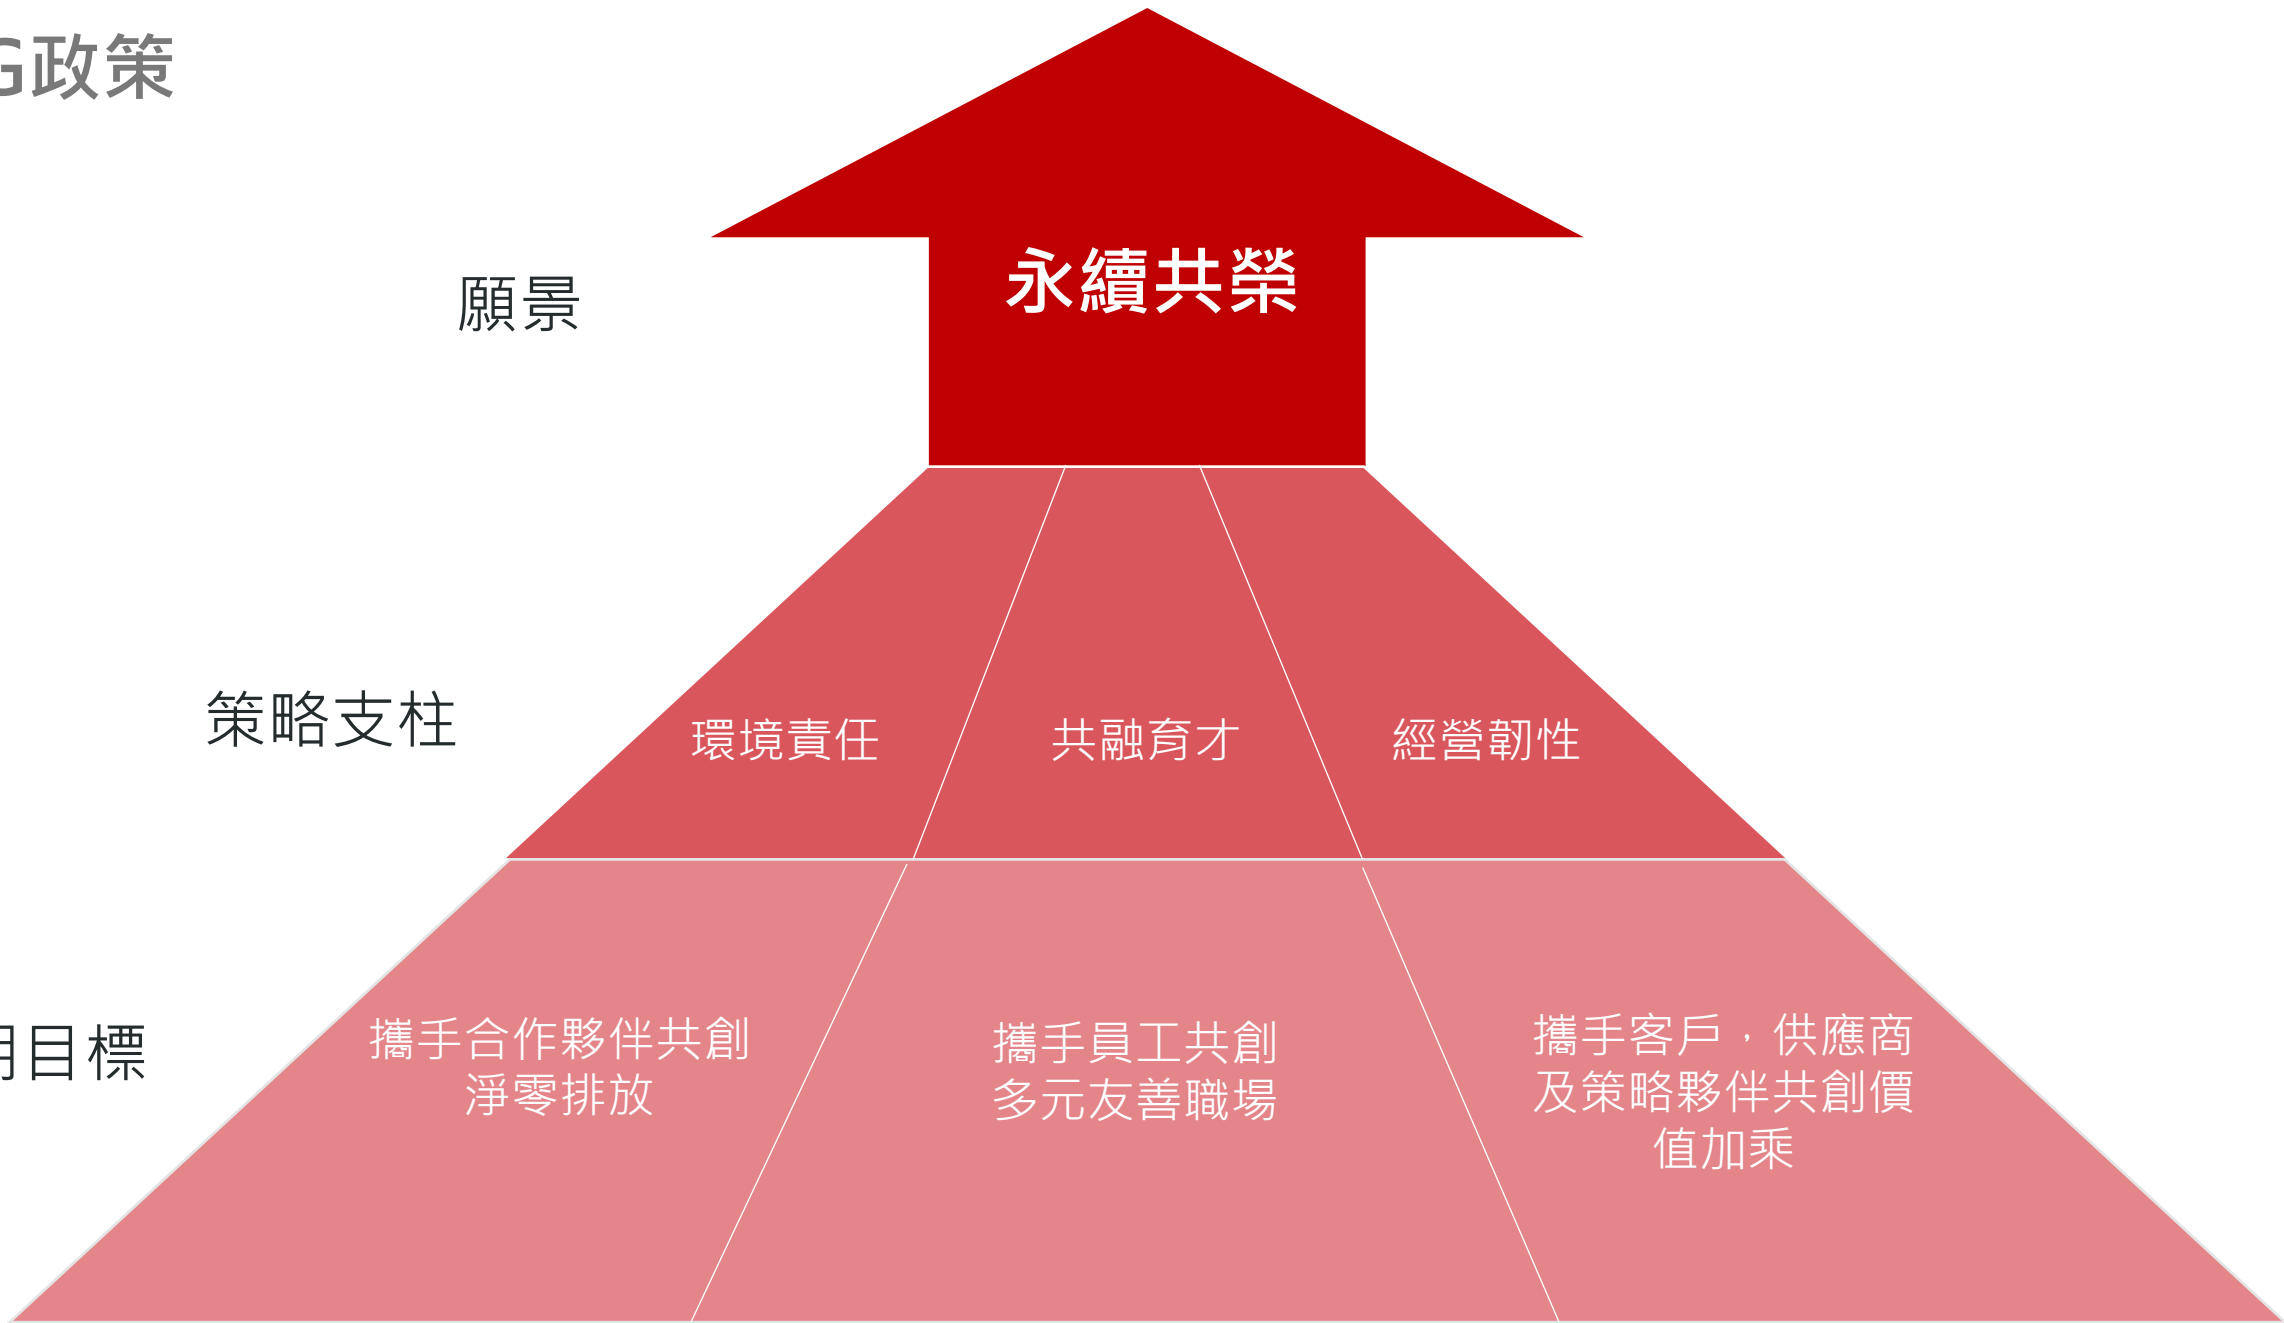 G政策
永續共榮
願景
策略支柱
環境責任
共融育才
經營韌性
目標
攜手合作夥伴共創
淨零排放
攜手員工共創
多元友善職場
攜手客戶，供應商
及策略夥伴共創價
值加乘